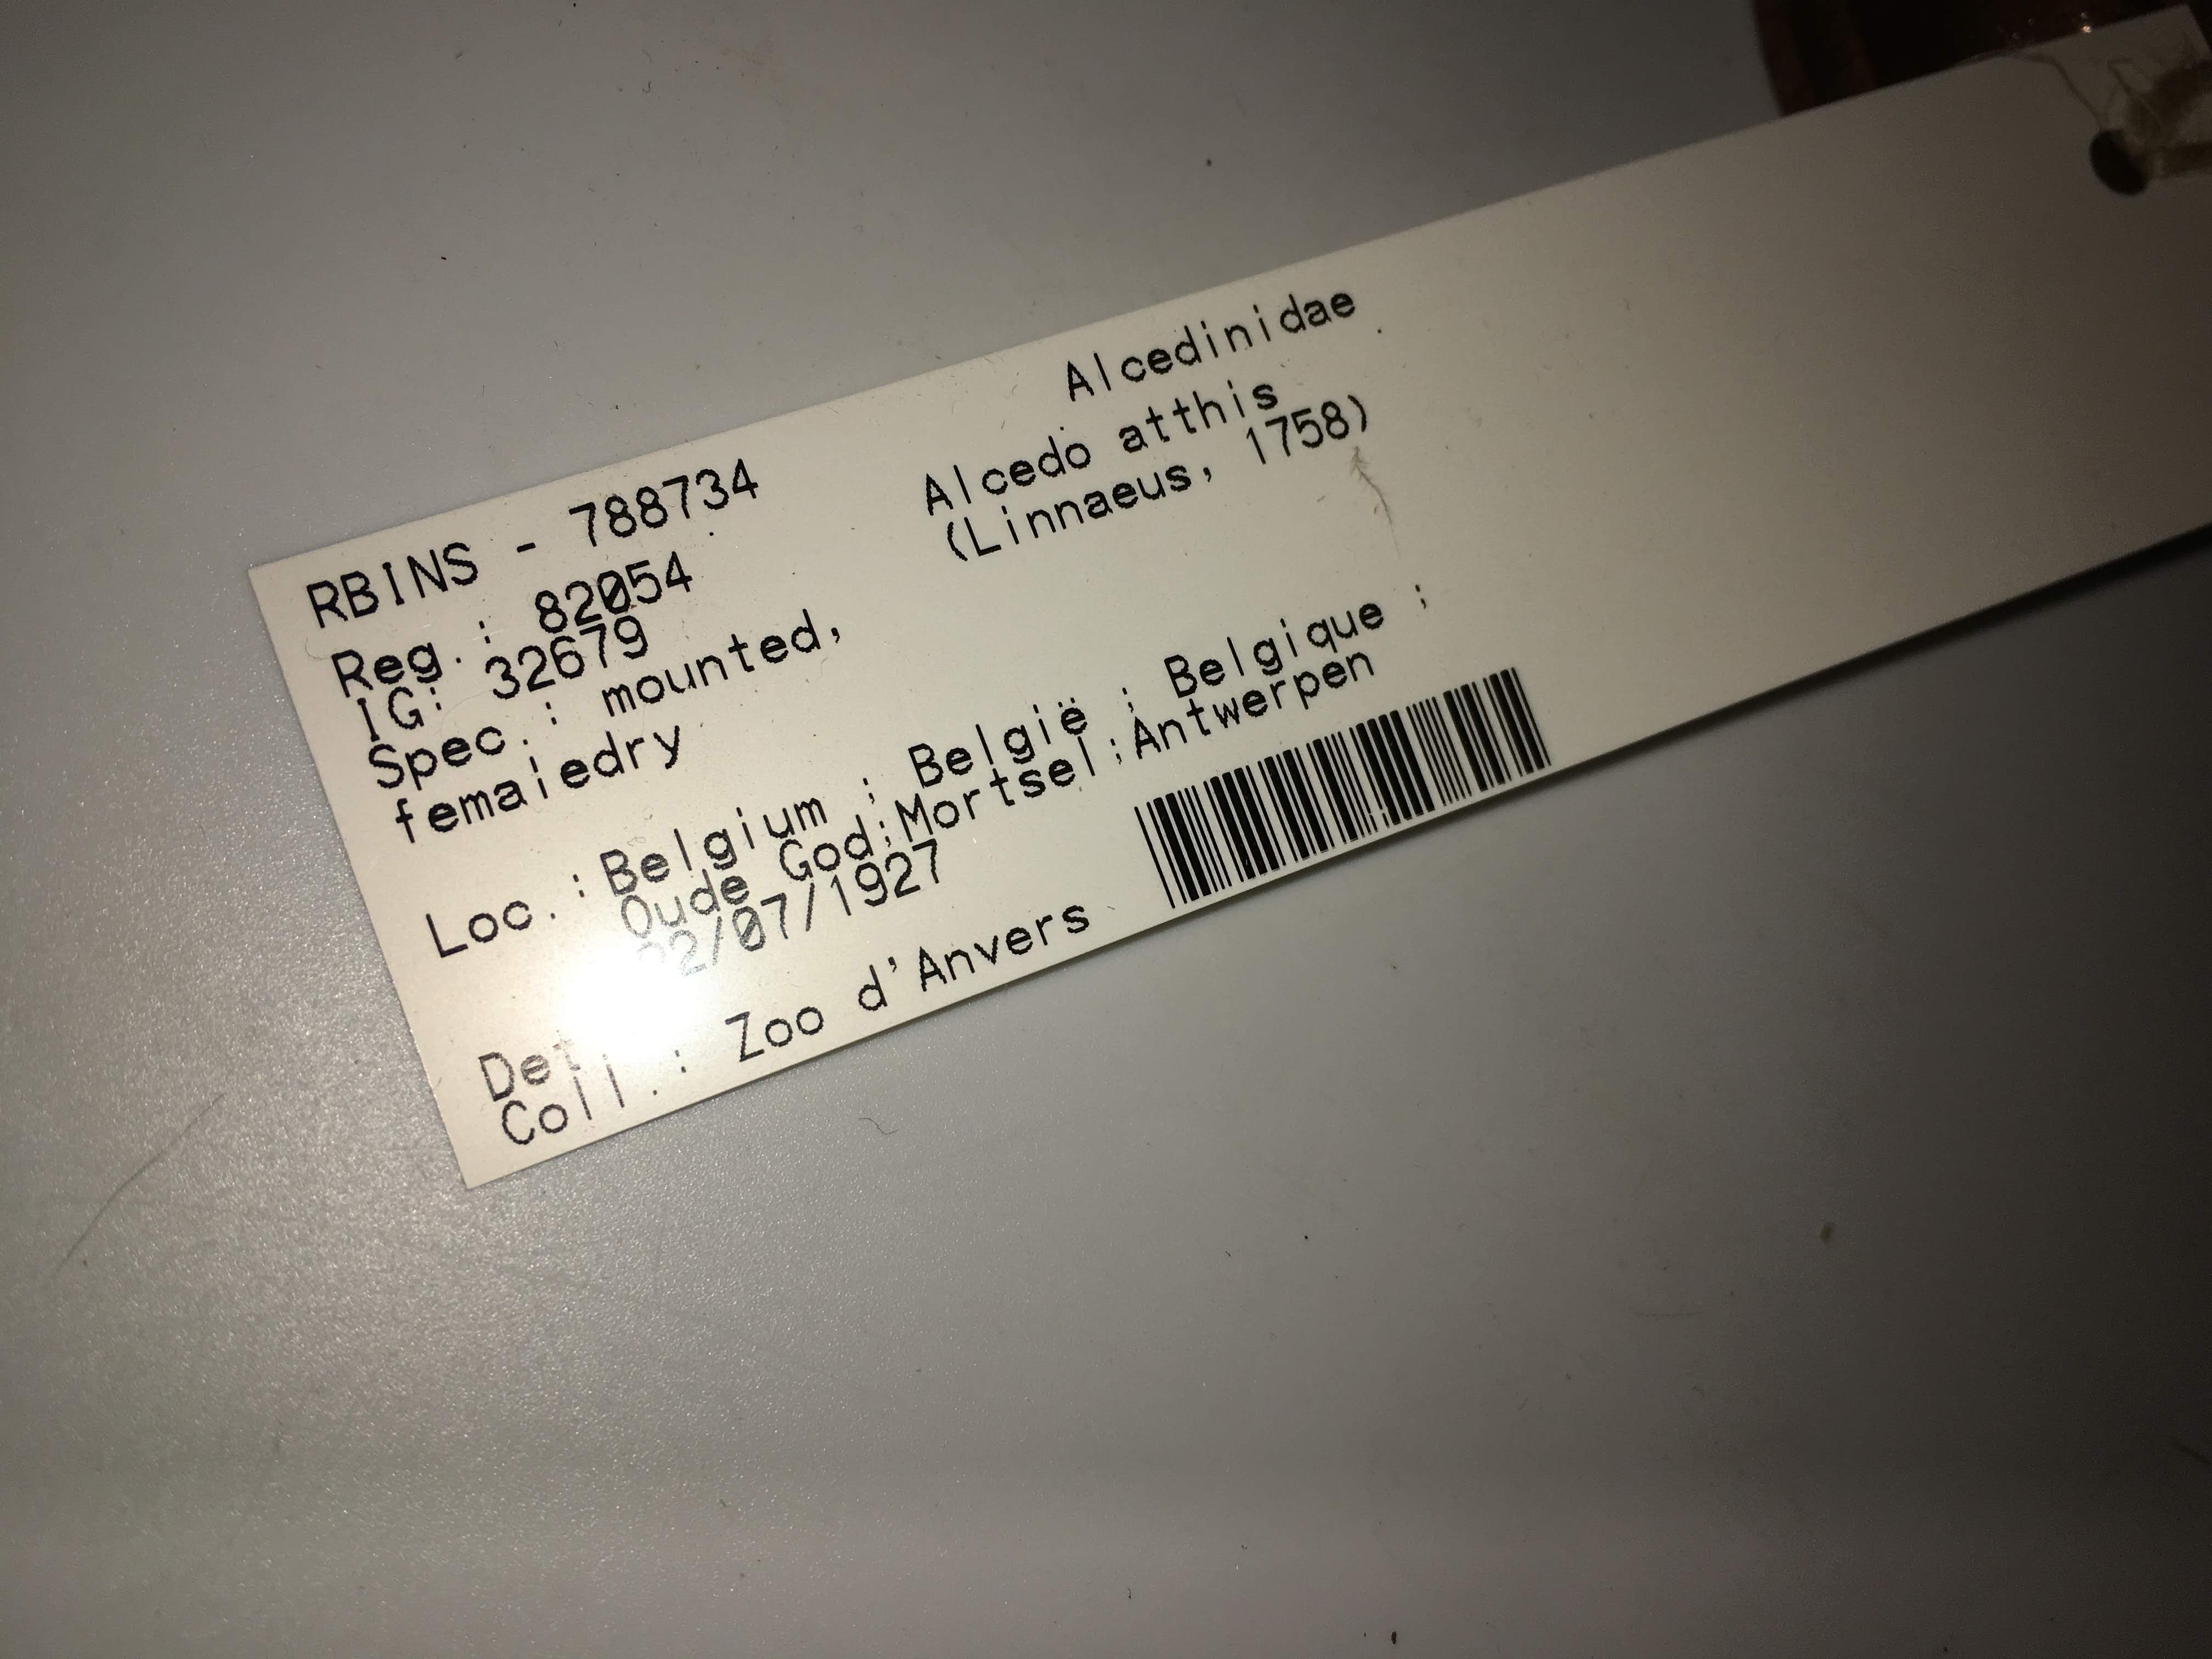 RBINS - 788734
Alcedinidae
Reg. : 82054
Alcedo atthis
IG: 32679
(Linnaeus, 1758)
Spec. : mounted,
femaiedry
Loc. : Belgium ; België ; Belgique ;
Oude God;Mortsel;Antwerpen
/07/1927
Det
Coll. : Zoo d'Anvers